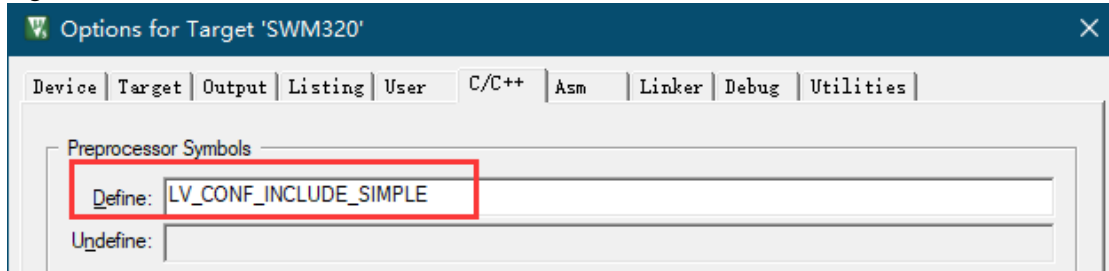 Options for Target 'SWM320'
Device Target Output Listing User C/C++ Asm Linker Debug Utilities
Preprocessor Symbols
Define: LV_CONF_INCLUDE_SIMPLE
Undefine: